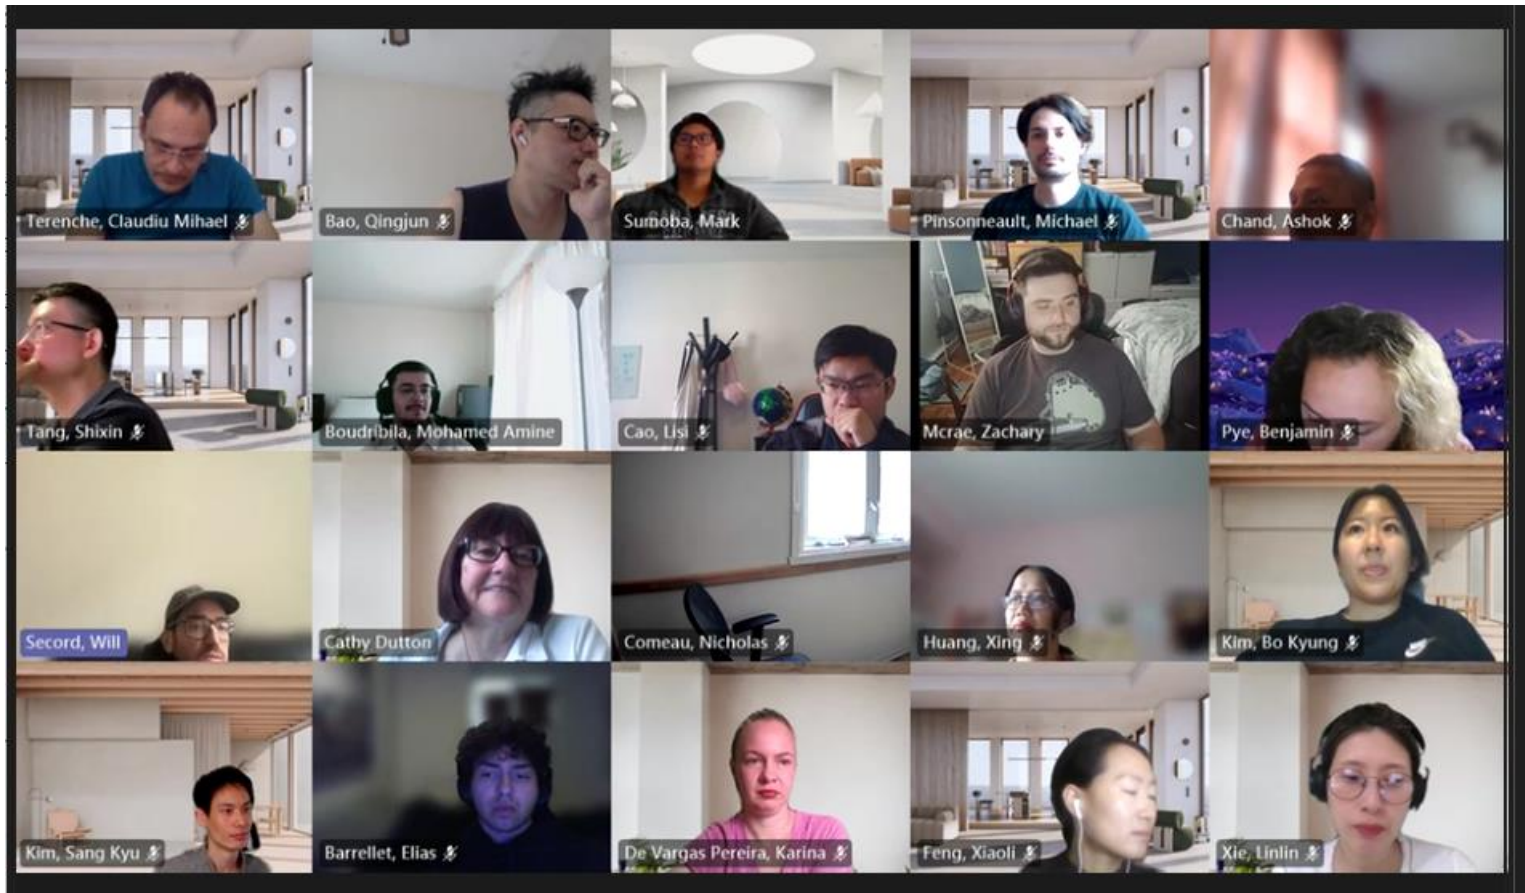 Terenche, Claudiu Mihael
Bao, Qingjun
Sumoba, Mark
Pinsonneault, Michael
Chand, Ashok
Tang, Shixin
Boudribila, Mohamed Amine
Cao, Lisi
Mcrae, Zachary
Pye, Benjamin
Secord, Will
Cathy Dutton
Comeau, Nicholas
Huang, Xing
Kim, Bo Kyung
Kim, Sang Kyu
Barrellet, Elias
De Vargas Pereira, Karina
Feng, Xiaoli
Xie, Linlin